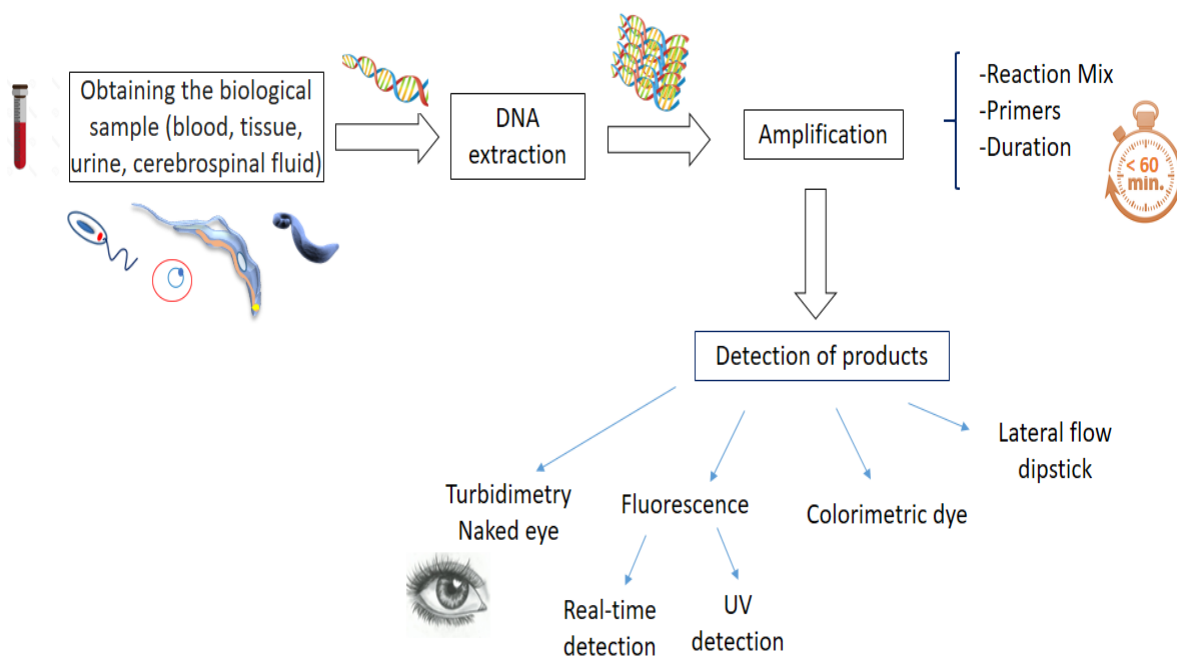 Obtaining the biological
sample (blood, tissue,
urine, cerebrospinal fluid)
DNA
extraction
Amplification
-Reaction Mix
-Primers
-Duration
< 60
min.
Detection of products
Turbidimetry
Naked eye
Fluorescence
Colorimetric dye
Lateral flow
dipstick
Real-time
detection
UV
detection